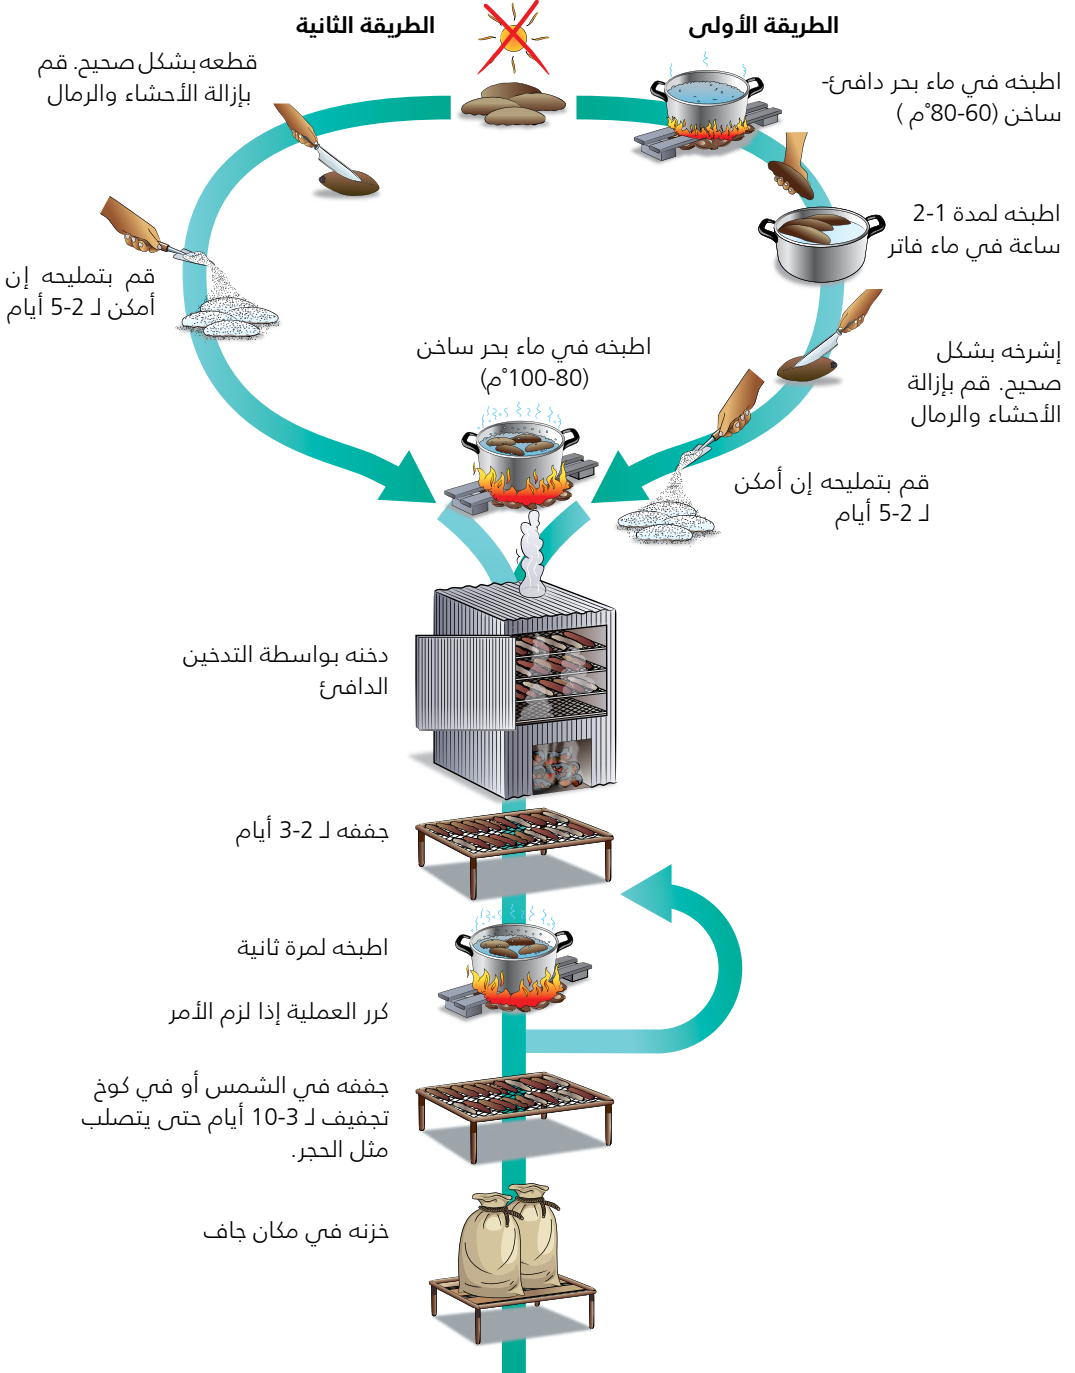 الطريقة الأولى
الطريقة الثانية
اطبخه في ماء بحر دافئ-
ساخن (60-80°م )
اطبخه لمدة 1-2
ساعة في ماء فاتر
إشرخه بشكل
صحيح. قم بإزالة
الأحشاء والرمال
قم بتمليحه إن أمكن
لـ 2-5 أيام
قطعه بشكل صحيح. قم
بإزالة الأحشاء والرمال
قم بتمليحه إن
أمكن لـ 2-5 أيام
اطبخه في ماء بحر ساخن
(80-100°م)
دخنه بواسطة التدخين
الدافئ
جففه لـ 2-3 أيام
اطبخه لمرة ثانية
كرر العملية إذا لزم الأمر
جففه في الشمس أو في كوخ
تجفيف لـ 3-10 أيام حتى يتصلب
مثل الحجر.
خزنه في مكان جاف